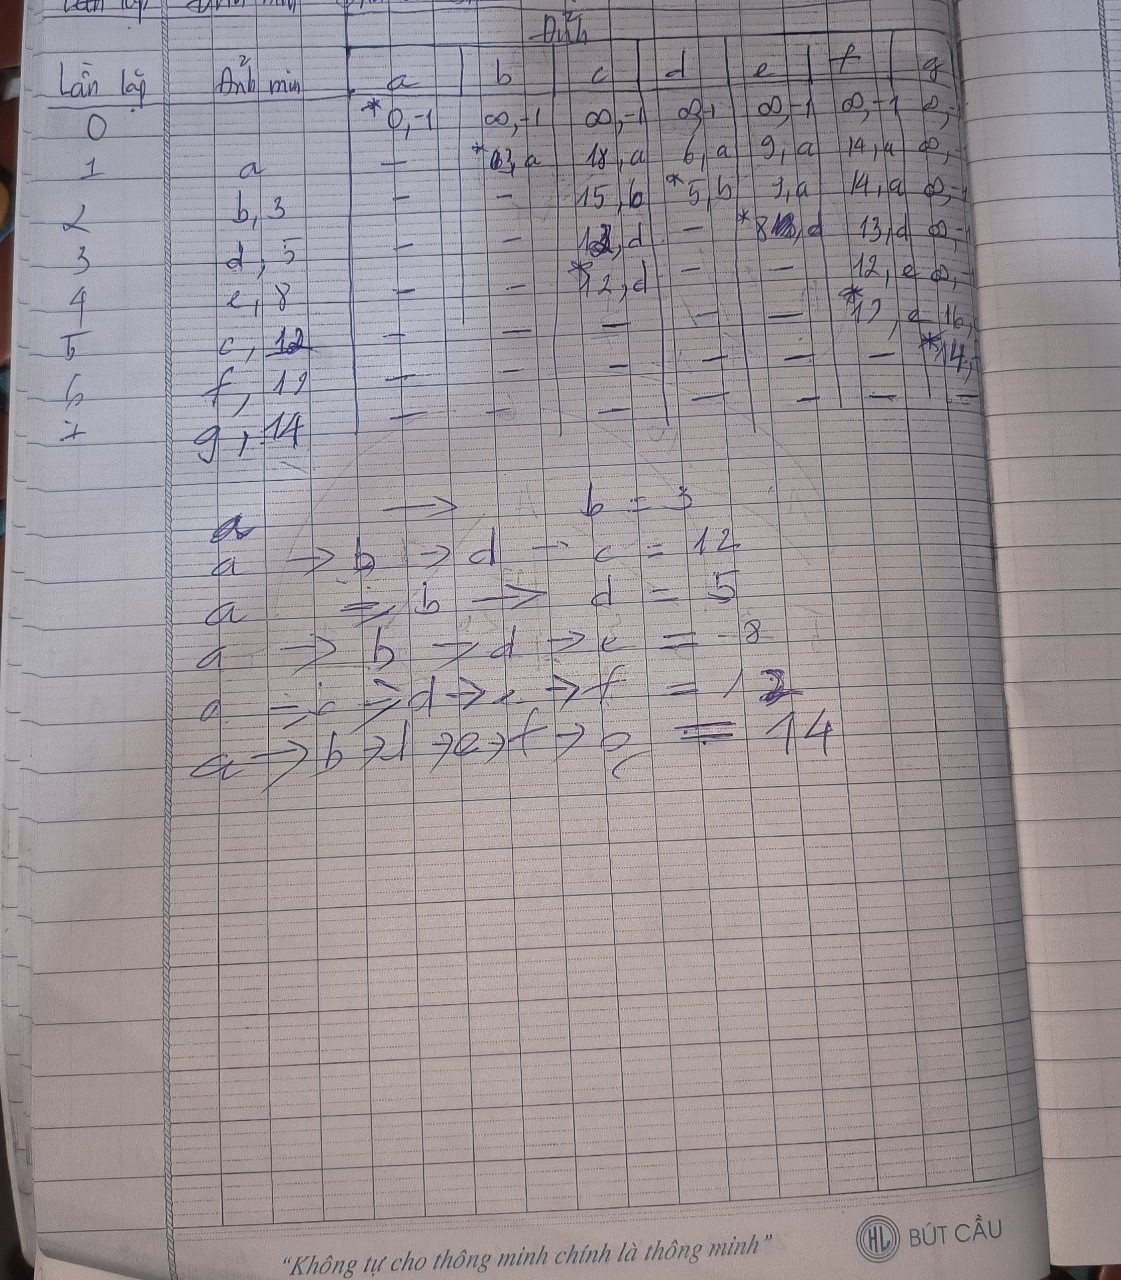 Đỉnh
Lần lặp Đỉnh min a b c d e f g
0 *0,-1 ∞,-1 ∞,-1 ∞,-1 ∞,-1 ∞,-1 ∞,-
1 a - *3,a 18,a 6,a 9,a 14,a ∞,-
2 b,3 - - 15,b *5,b 9,a 14,a ∞,-1
3 d,5 - - 12,d - *8,d 13,d ∞,-1
4 e,8 - - *12,d - - 12,e ∞,-
5 c,12 - - - - - *12,e 16,
6 f,12 - - - - - - *14,
7 g,14 - - - - - - -
a → b = 3
a → b → d → c = 12
a → b → d = 5
a → b → d → e = 8
a → b → d → e → f = 12
a → b → d → e → f → g = 14
"Không tự cho thông minh chính là thông minh"
HL BÚT CẦU